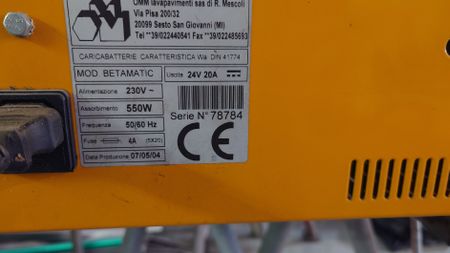 OMM lavapavimenti sas di R. Mescoli
Via Pisa 200/32
20099 Sesto San Giovanni (MI)
Tel **39/022440541 Fax **39/022485693
CARICABATTERIE CARATTERISTICA Wa DIN 41774
MOD. BETAMATIC Uscita 24V 20A
Alimentazione 230V ~
Assorbimento 550W
Frequenza 50/60 Hz
Fuse 4A (5X20)
Data Produzione 07/05/04
Serie N° 78784
CE